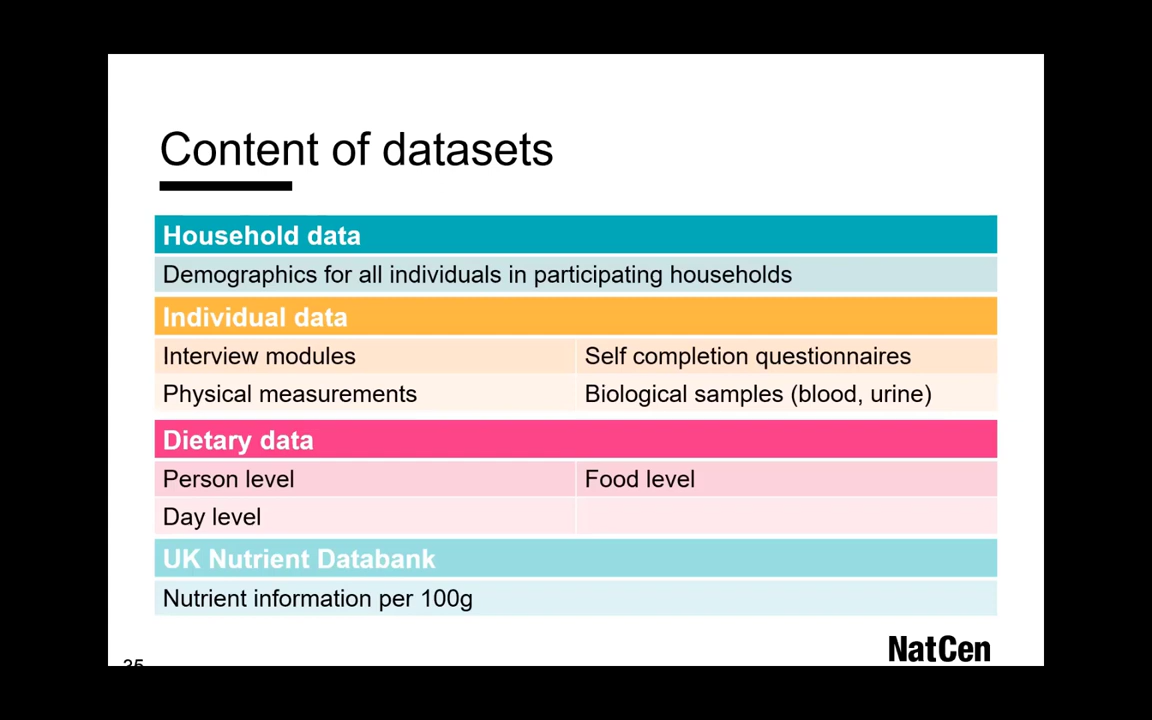 Content of datasets
Household data
Demographics for all individuals in participating households
Individual data
Interview modules
Self completion questionnaires
Physical measurements
Biological samples (blood, urine)
Dietary data
Person level
Food level
Day level
UK Nutrient Databank
Nutrient information per 100g
NatCen